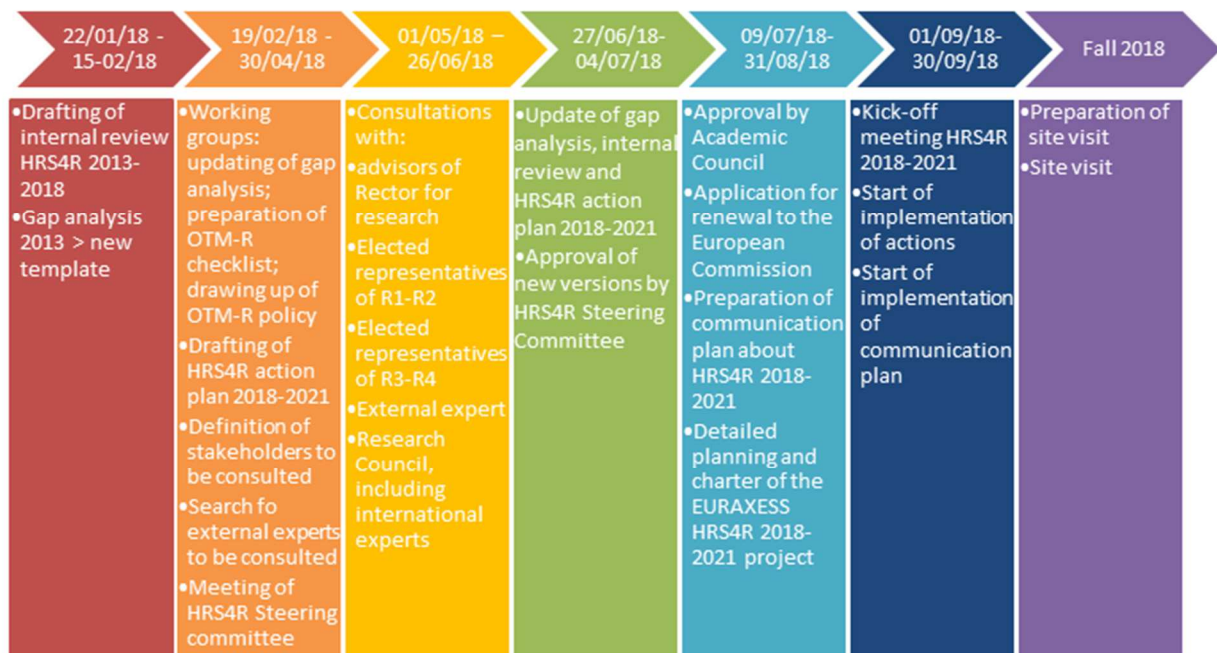 22/01/18 -
15-02/18
19/02/18 -
30/04/18
01/05/18 –
26/06/18
27/06/18-
04/07/18
09/07/18-
31/08/18
01/09/18-
30/09/18
Fall 2018
•Drafting of
internal review
HRS4R 2013-
2018
•Gap analysis
2013 > new
template
•Working
groups:
updating of gap
analysis;
preparation of
OTM-R
checklist;
drawing up of
OTM-R policy
•Drafting of
HRS4R action
plan 2018-2021
•Definition of
stakeholders to
be consulted
•Search fo
external experts
to be consulted
•Meeting of
HRS4R Steering
committee
•Consultations
with:
•advisors of
Rector for
research
•Elected
representatives
of R1-R2
•Elected
representatives
of R3-R4
•External expert
•Research
Council,
including
international
experts
•Update of gap
analysis, internal
review and
HRS4R action
plan 2018-2021
•Approval of
new versions by
HRS4R Steering
Committee
•Approval by
Academic
Council
•Application for
renewal to the
European
Commission
•Preparation of
communication
plan about
HRS4R 2018-
2021
•Detailed
planning and
charter of the
EURAXESS
HRS4R 2018-
2021 project
•Kick-off
meeting HRS4R
2018-2021
•Start of
implementation
of actions
•Start of
implementation
of
communication
plan
•Preparation of
site visit
•Site visit